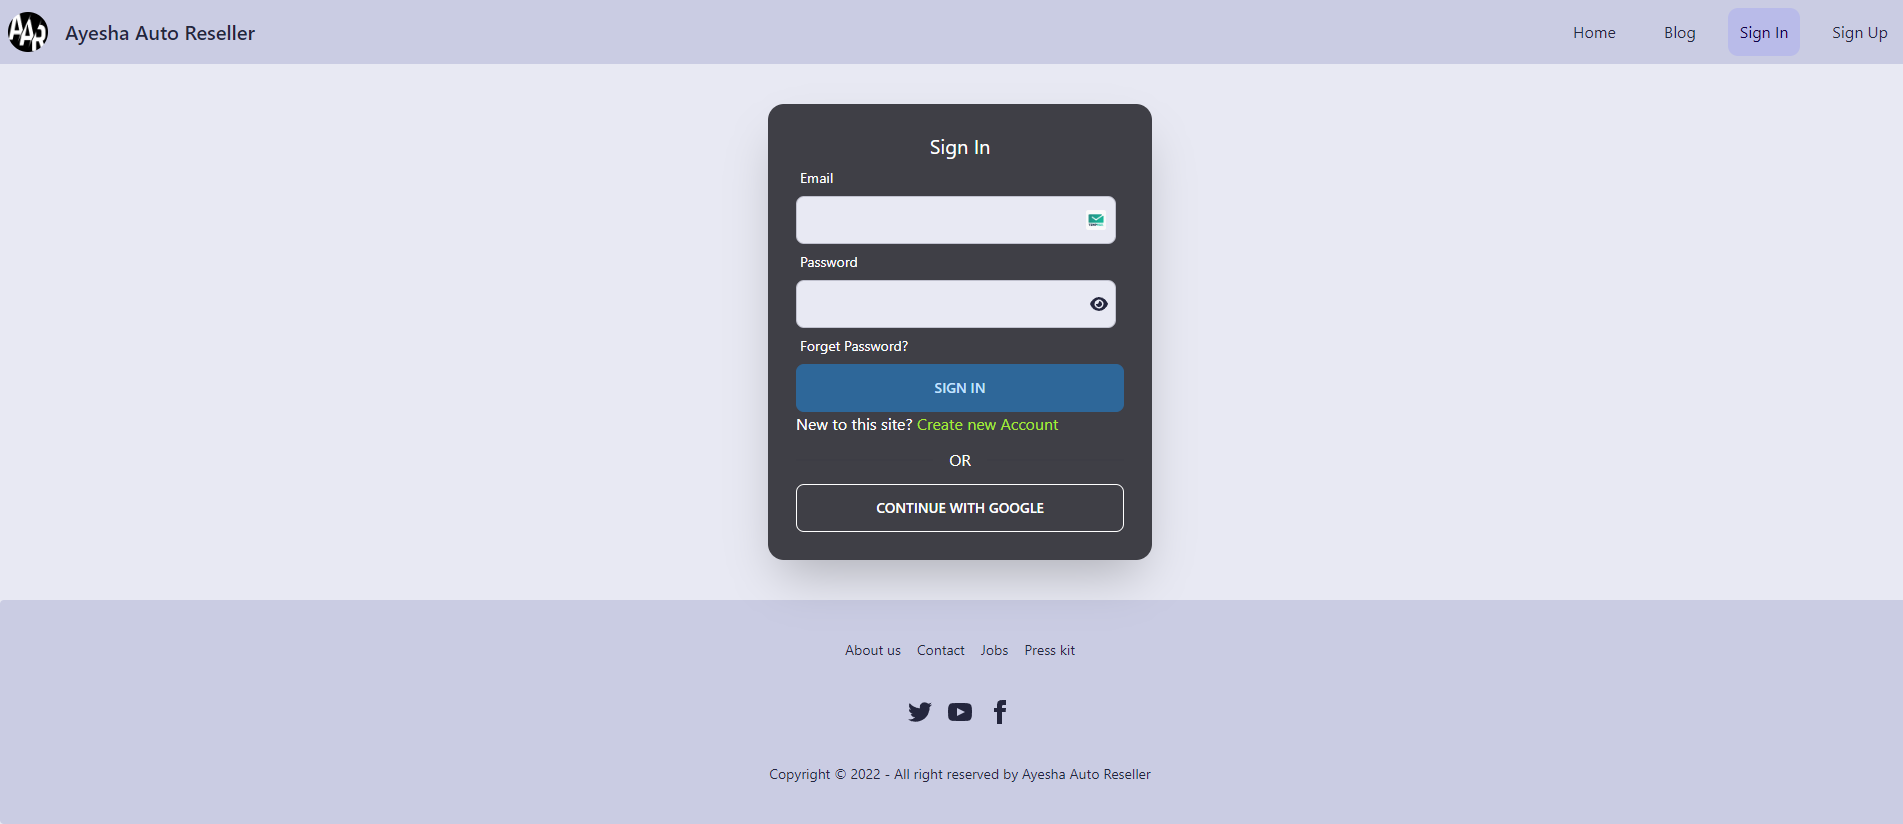 AAR Ayesha Auto Reseller Home Blog Sign In Sign Up
Sign In
Email
Password
Forget Password?
SIGN IN
New to this site? Create new Account
OR
CONTINUE WITH GOOGLE
About us Contact Jobs Press kit
Copyright © 2022 - All right reserved by Ayesha Auto Reseller